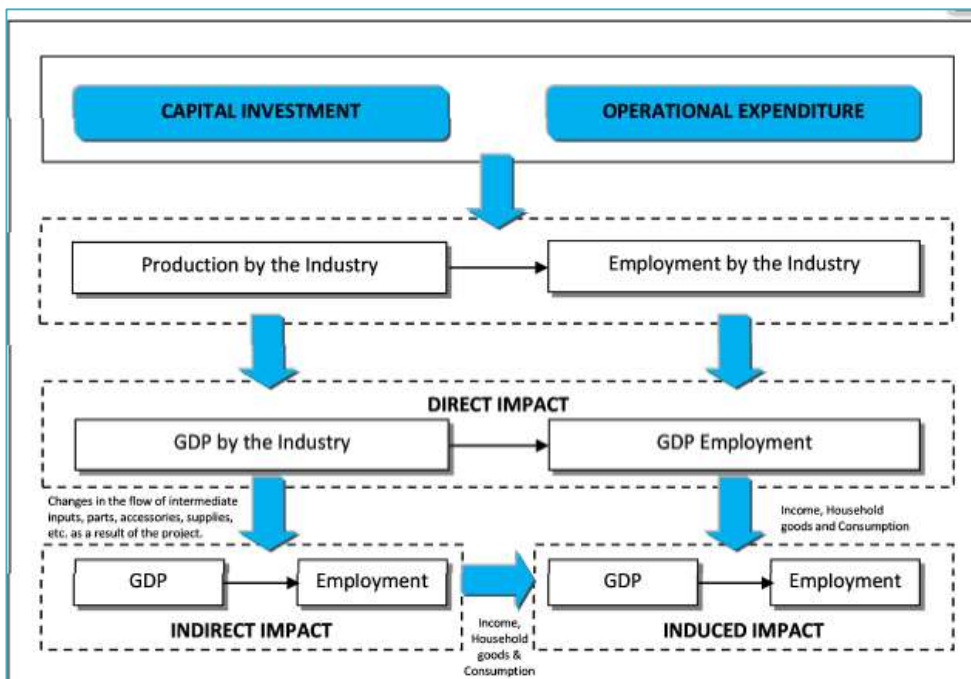 CAPITAL INVESTMENT
OPERATIONAL EXPENDITURE
Production by the Industry
Employment by the Industry
DIRECT IMPACT
GDP by the Industry
GDP Employment
Changes in the flow of intermediate
inputs, parts, accessories, supplies,
etc. as a result of the project.
Income, Household
goods and Consumption
GDP
Employment
INDIRECT IMPACT
Income,
Household
goods &
Consumption
GDP
Employment
INDUCED IMPACT